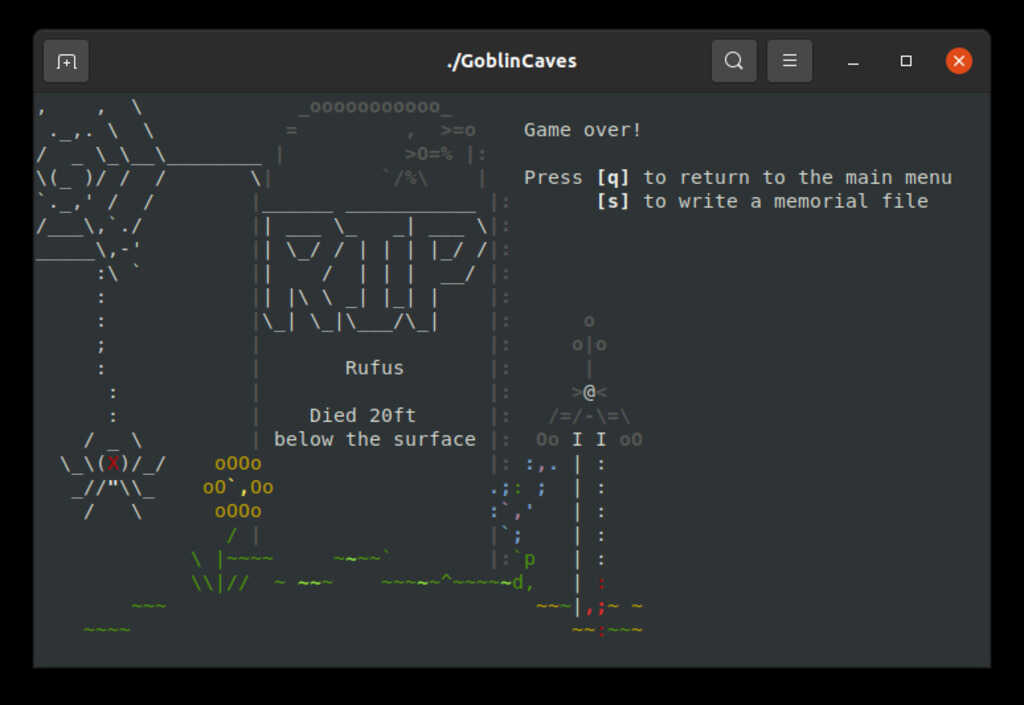 ./GoblinCaves
Game over!
Press [q] to return to the main menu
[s] to write a memorial file
RIP
Rufus
Died 20ft
below the surface